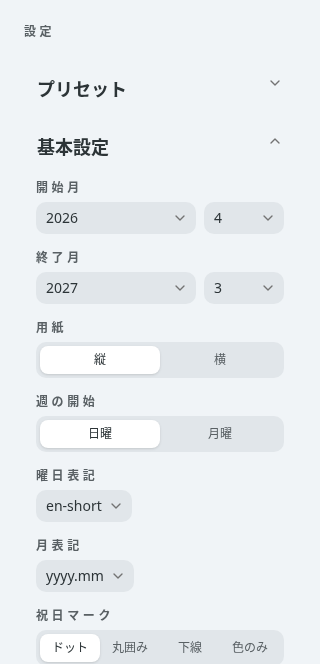 設定
プリセット
基本設定
開始月
2026 4
終了月
2027 3
用紙
縦 横
週の開始
日曜 月曜
曜日表記
en-short
月表記
yyyy.mm
祝日マーク
ドット 丸囲み 下線 色のみ